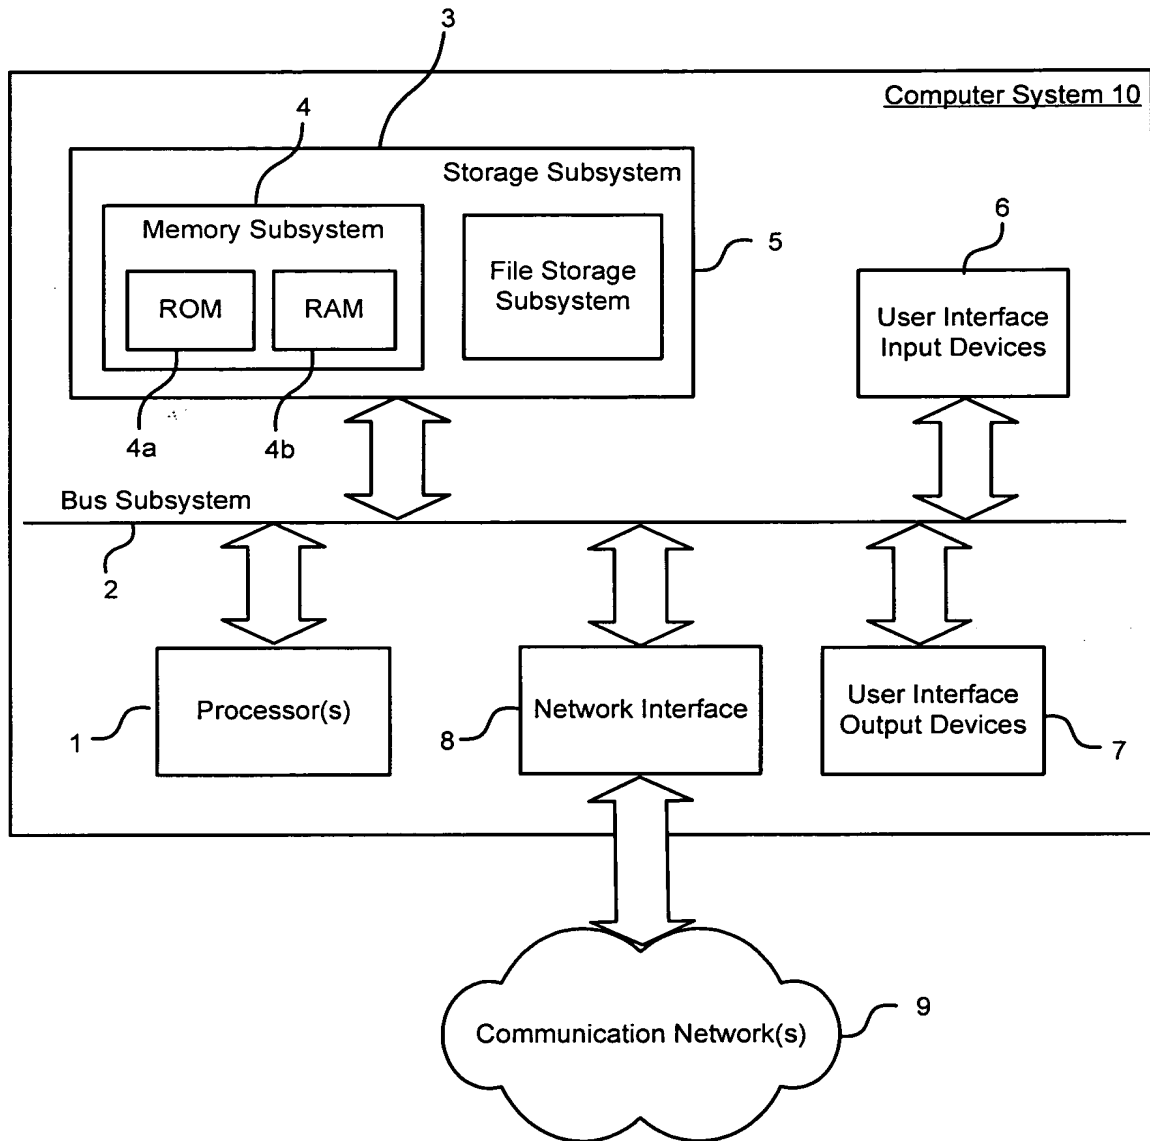 3
Computer System 10
4
Storage Subsystem
Memory Subsystem
6
5
File Storage
Subsystem
ROM
RAM
User Interface
Input Devices
4a
4b
Bus Subsystem
2
Processor(s)
Network Interface
User Interface
Output Devices
1
8
7
Communication Network(s)
9